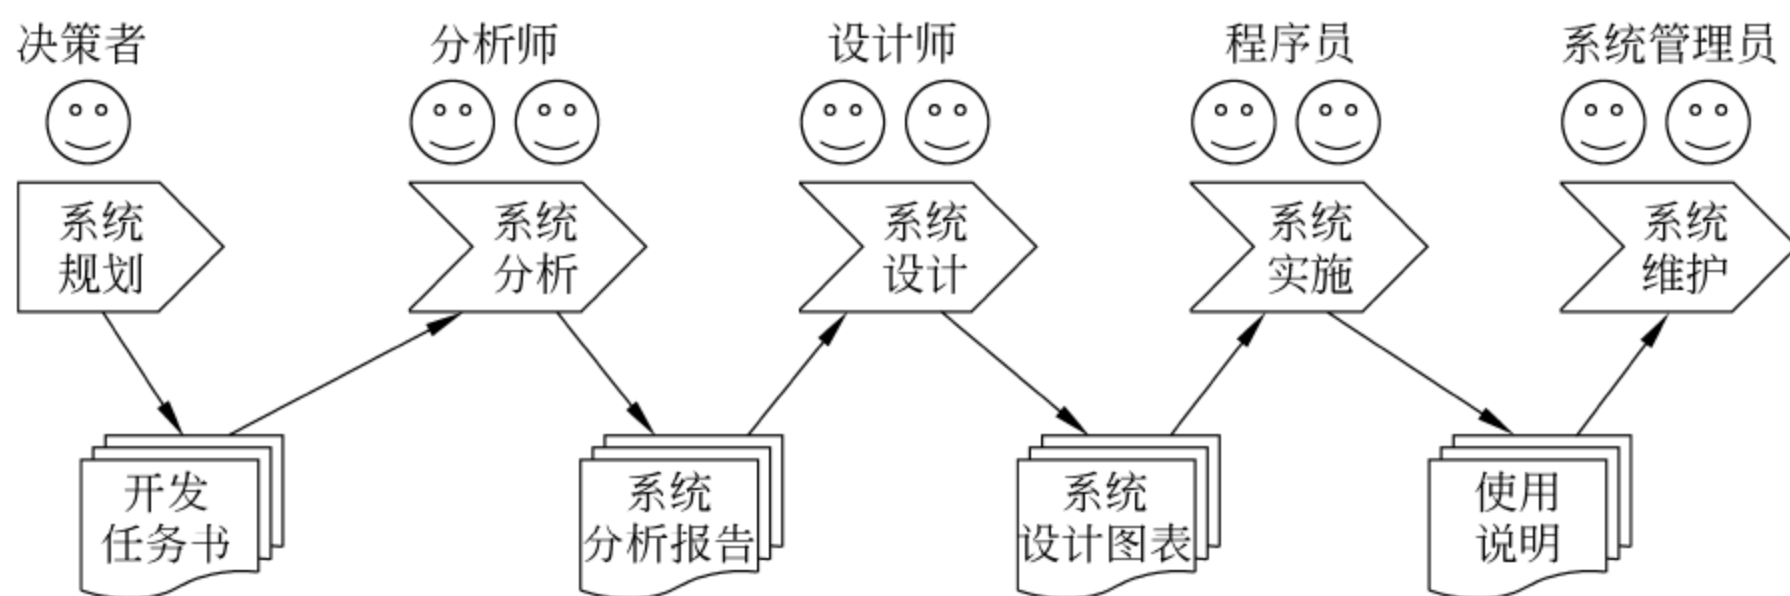 决策者 分析师 设计师 程序员 系统管理员
系统 系统 系统 系统 系统
规划 分析 设计 实施 维护
开发 系统 系统 使用
任务书 分析报告 设计图表 说明